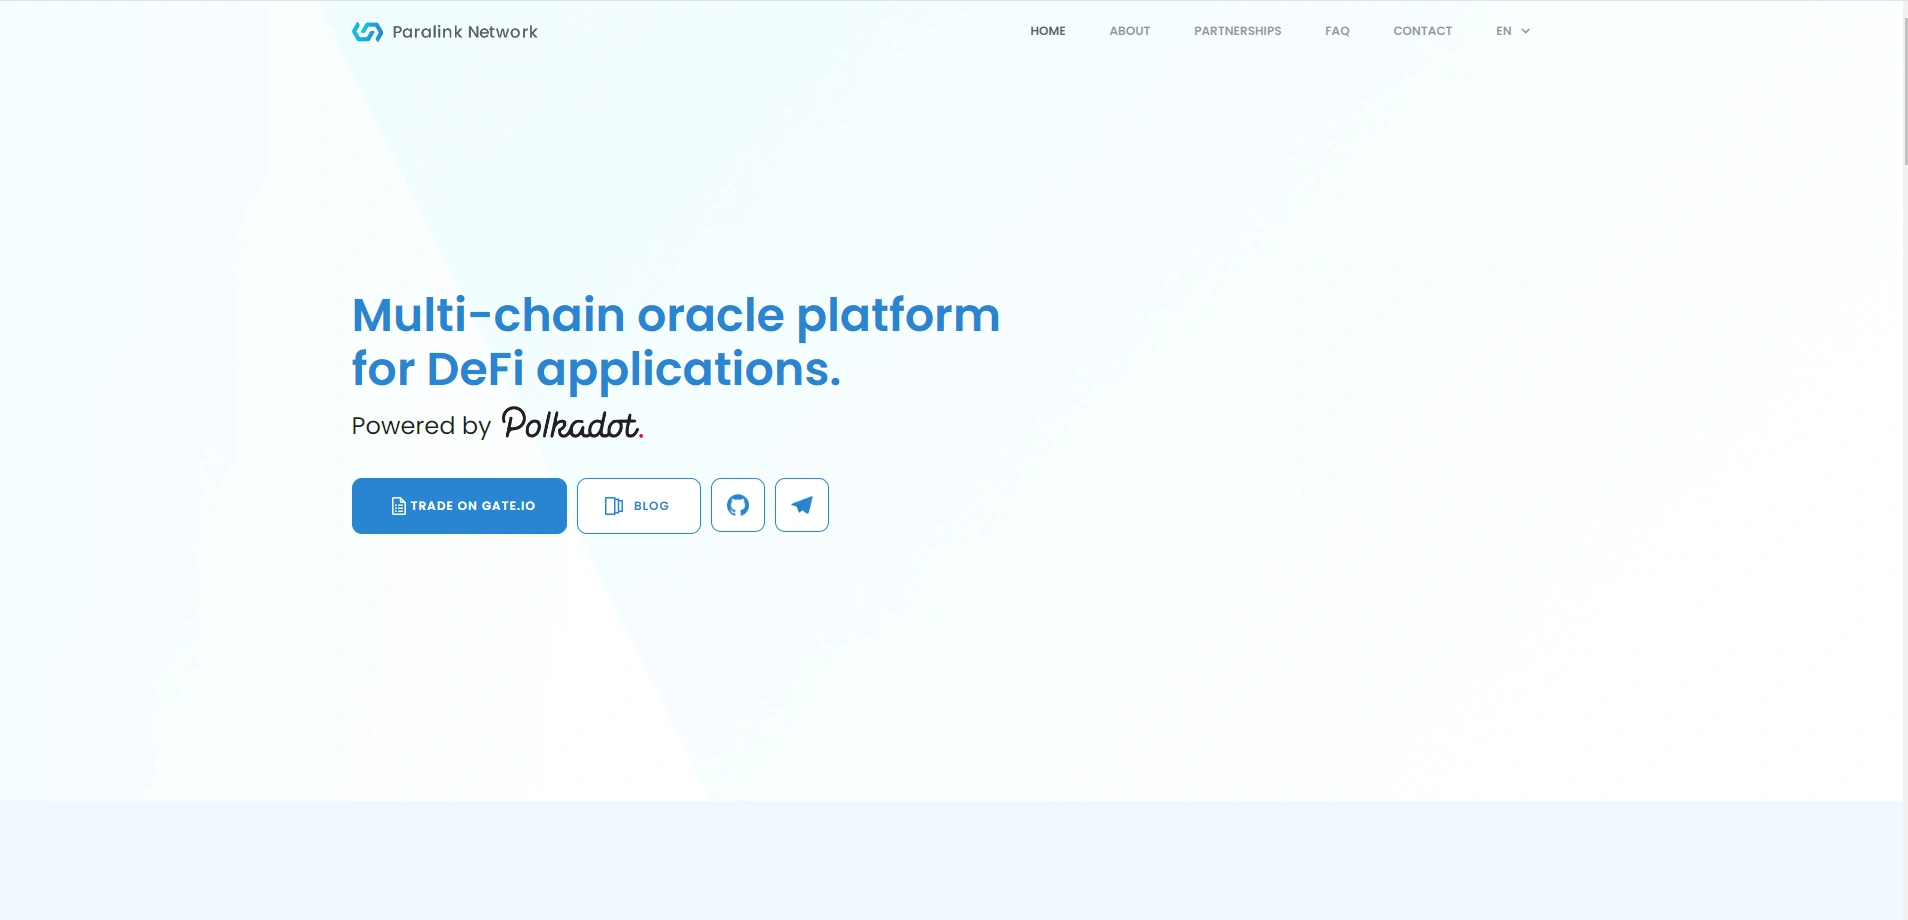 Paralink Network
HOME ABOUT PARTNERSHIPS FAQ CONTACT EN
Multi-chain oracle platform
for DeFi applications.
Powered by Polkadot.
TRADE ON GATE.IO BLOG